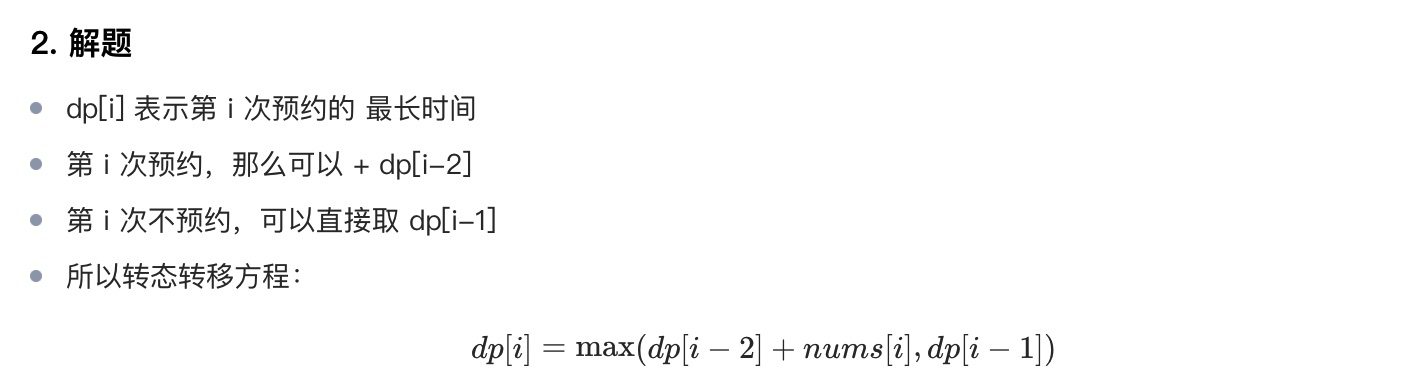 2. 解题
dp[i] 表示第 i 次预约的 最长时间
第 i 次预约，那么可以 + dp[i-2]
第 i 次不预约，可以直接取 dp[i-1]
所以转态转移方程：
dp[i] = max(dp[i − 2] + nums[i], dp[i − 1])